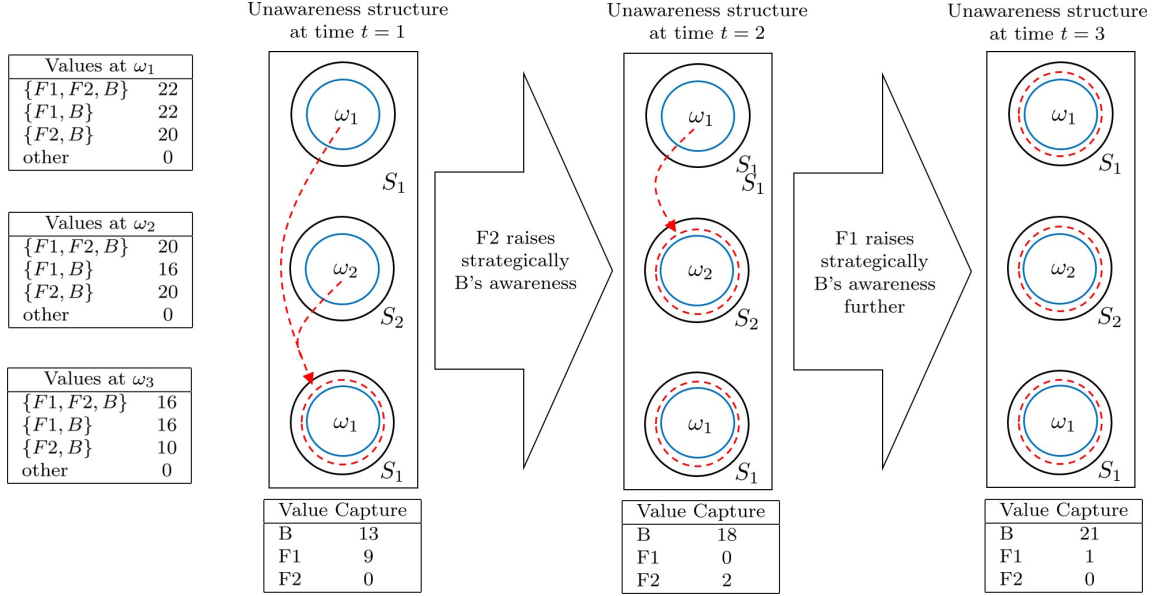 Unawareness structure
at time t = 1
Unawareness structure
at time t = 2
Unawareness structure
at time t = 3
Values at ω1
{F1, F2, B} 22
{F1, B} 22
{F2, B} 20
other 0
Values at ω2
{F1, F2, B} 20
{F1, B} 16
{F2, B} 20
other 0
Values at ω3
{F1, F2, B} 16
{F1, B} 16
{F2, B} 10
other 0
ω1
S1
ω2
S2
ω1
S1
F2 raises
strategically
B's awareness
ω1
S1
S1
ω2
S2
ω1
S1
F1 raises
strategically
B's awareness
further
ω1
S1
ω2
S2
ω1
S1
Value Capture
B 13
F1 9
F2 0
Value Capture
B 18
F1 0
F2 2
Value Capture
B 21
F1 1
F2 0